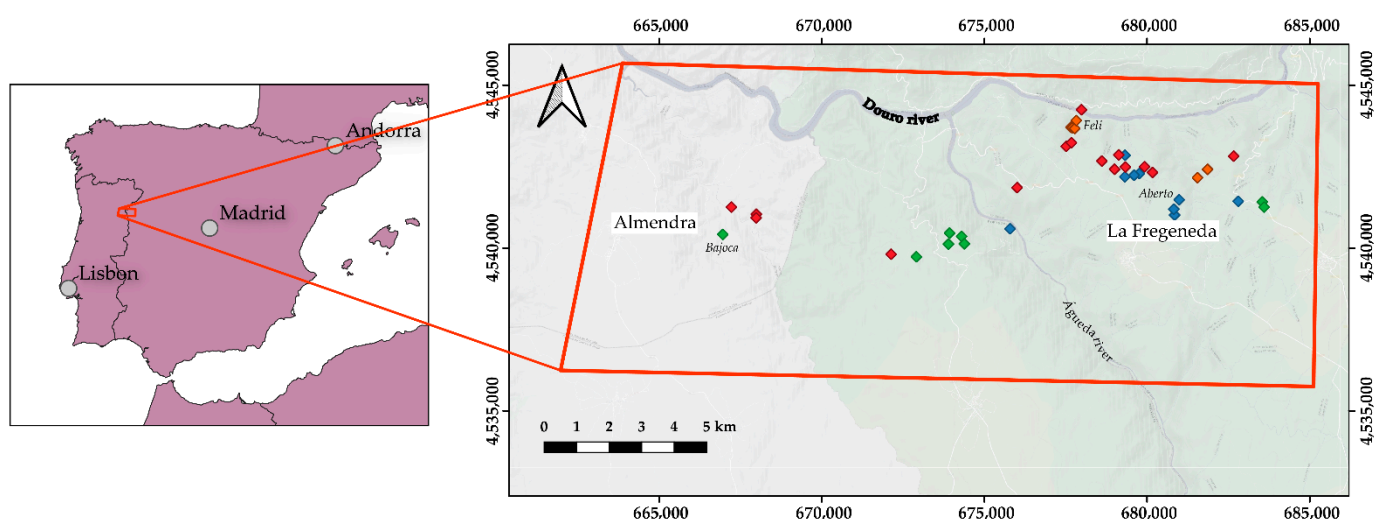 Andorra
Madrid
Lisbon
665,000
670,000
675,000
680,000
685,000
4,545,000
4,545,000
Douro river
Feli
Aberto
Almendra
Bajoca
La Fregeneda
4,540,000
4,540,000
Águeda river
4,535,000
4,535,000
0 1 2 3 4 5 km
665,000
670,000
675,000
680,000
685,000